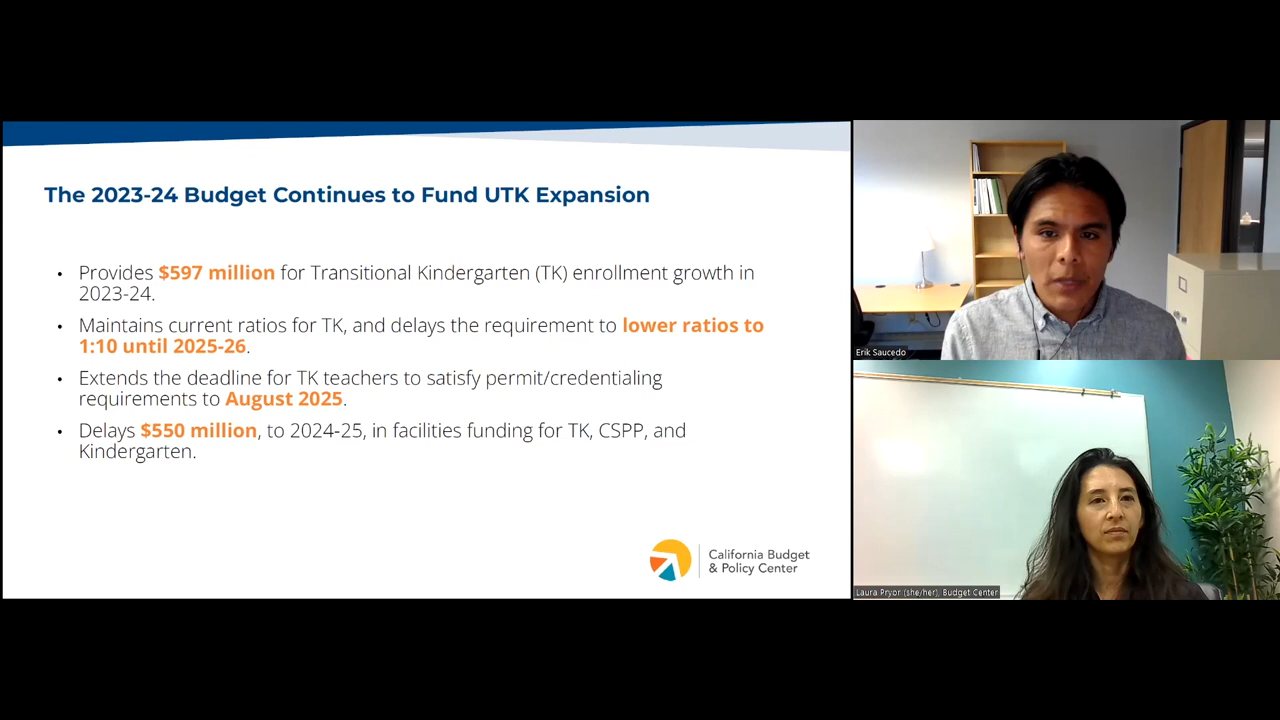 The 2023-24 Budget Continues to Fund UTK Expansion
• Provides $597 million for Transitional Kindergarten (TK) enrollment growth in
2023-24.
• Maintains current ratios for TK, and delays the requirement to lower ratios to
1:10 until 2025-26.
• Extends the deadline for TK teachers to satisfy permit/credentialing
requirements to August 2025.
• Delays $550 million, to 2024-25, in facilities funding for TK, CSPP, and
Kindergarten.
California Budget
& Policy Center
Erik Saucedo
Laura Pryor (she/her), Budget Center